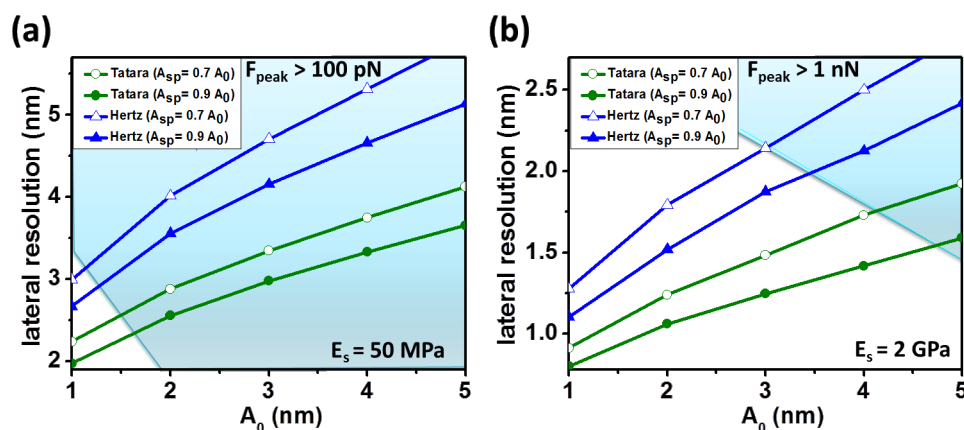 (a)
Tatara (Asp= 0.7 A0)
Tatara (Asp= 0.9 A0)
Hertz (Asp= 0.7 A0)
Hertz (Asp= 0.9 A0)
Fpeak > 100 pN
lateral resolution (nm)
5
4
3
2
Es = 50 MPa
1 2 3 4 5
A0 (nm)
(b)
Tatara (Asp= 0.7 A0)
Tatara (Asp= 0.9 A0)
Hertz (Asp= 0.7 A0)
Hertz (Asp= 0.9 A0)
Fpeak > 1 nN
lateral resolution (nm)
2.5
2.0
1.5
1.0
Es = 2 GPa
1 2 3 4 5
A0 (nm)